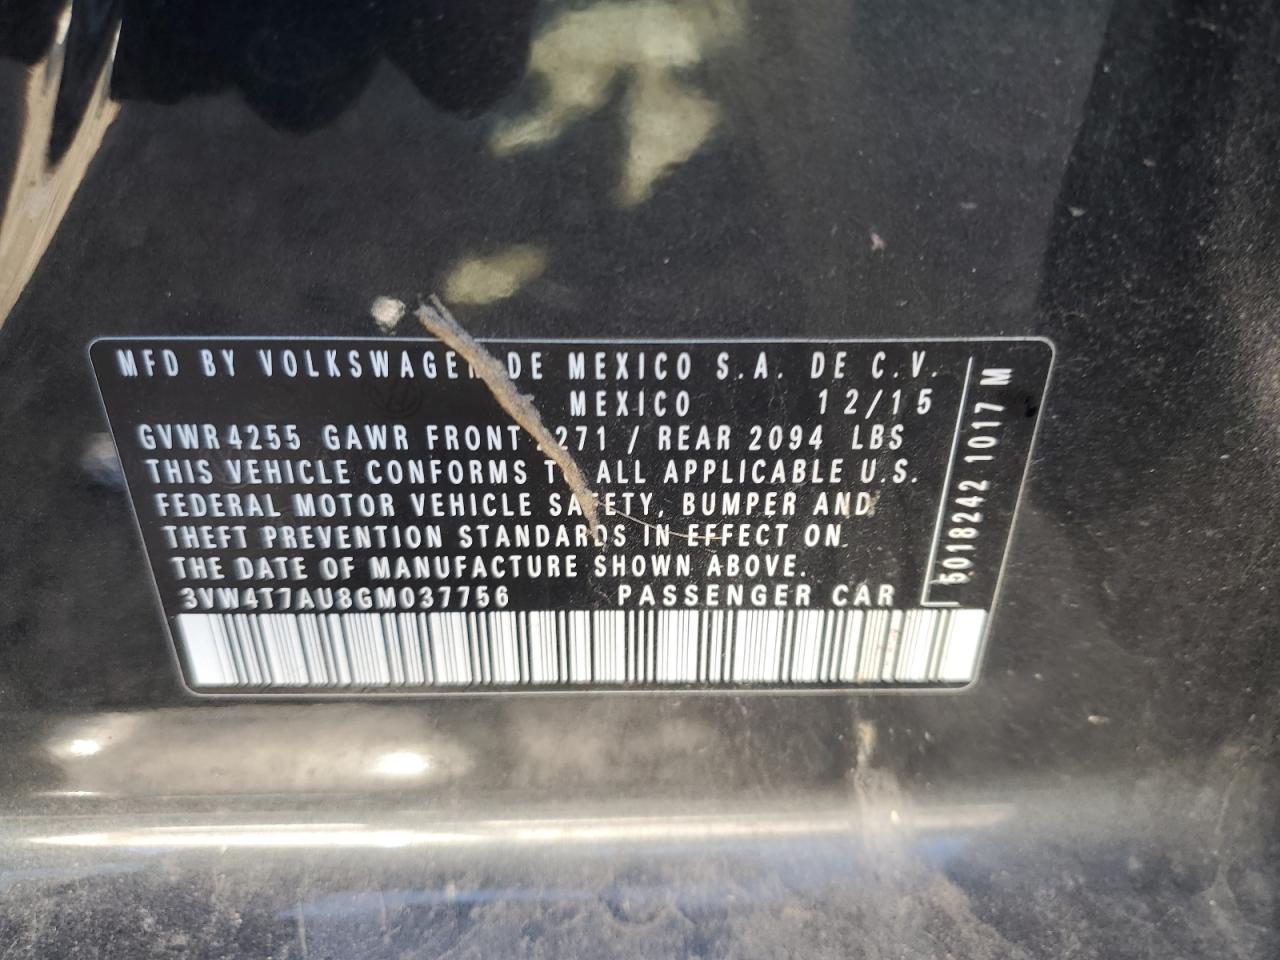 MFD BY VOLKSWAGEN DE MEXICO S.A. DE C.V.
MEXICO 12/15
GVWR 4255 GAWR FRONT 2271 / REAR 2094 LBS
THIS VEHICLE CONFORMS TO ALL APPLICABLE U.S.
FEDERAL MOTOR VEHICLE SAFETY, BUMPER AND
THEFT PREVENTION STANDARDS IN EFFECT ON
THE DATE OF MANUFACTURE SHOWN ABOVE.
3VW4T7AU8GM037756 PASSENGER CAR
5018242 1017 M